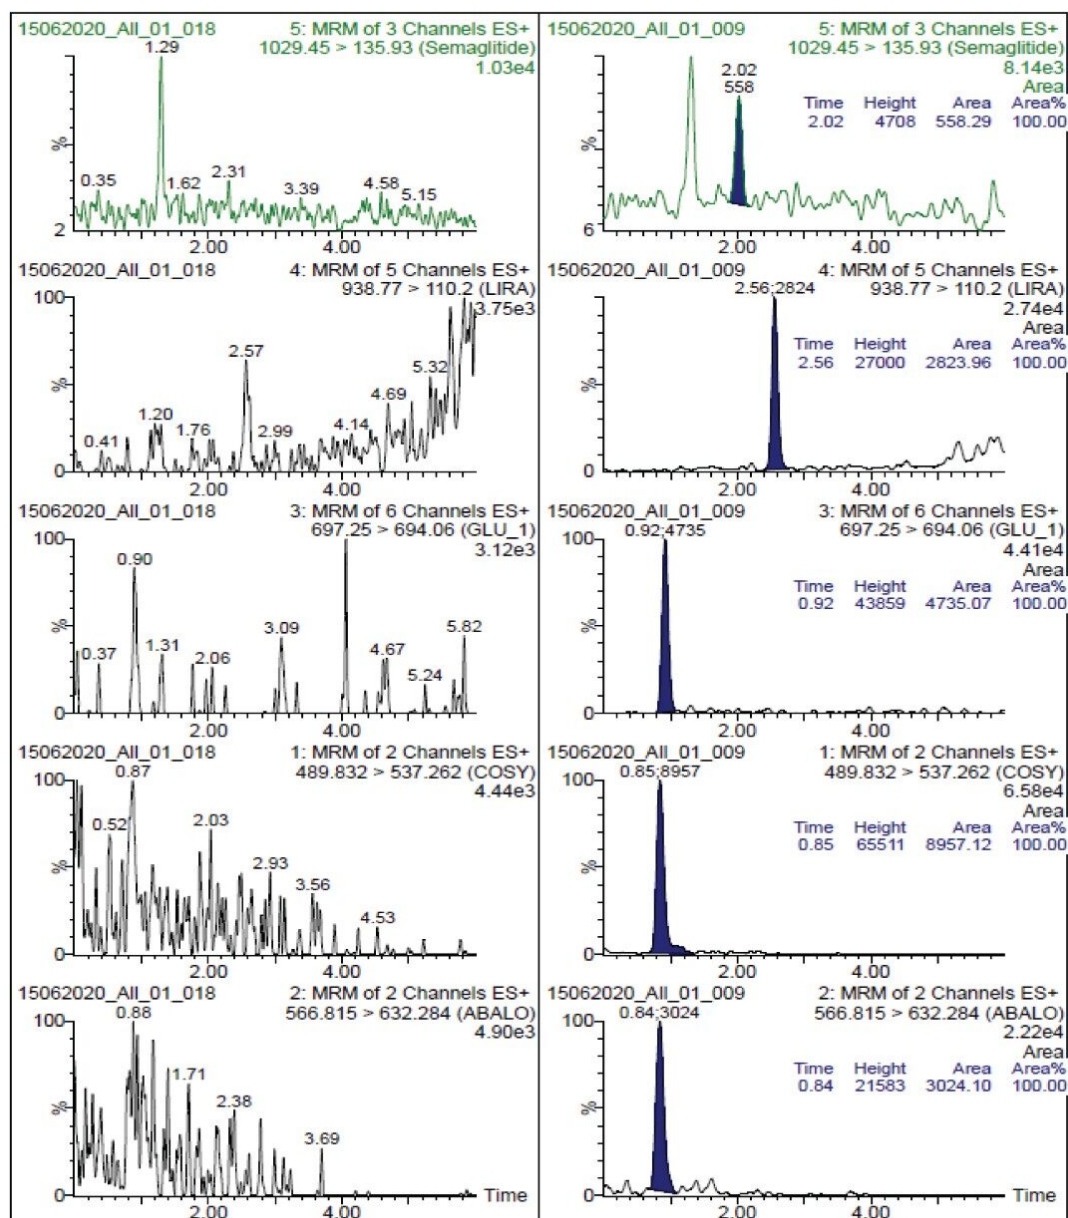 15062020_All_01_018 5: MRM of 3 Channels ES+
1.29 1029.45 > 135.93 (Semaglitide)
1.03e4
%
0.35 1.62 2.31 3.39 4.58 5.15
2
2.00 4.00
15062020_All_01_009 5: MRM of 3 Channels ES+
1029.45 > 135.93 (Semaglitide)
2.02 8.14e3
558 Area
Time Height Area Area%
2.02 4708 558.29 100.00
%
6
2.00 4.00
15062020_All_01_018 4: MRM of 5 Channels ES+
938.77 > 110.2 (LIRA)
100 3.75e3
2.57
5.32
%
4.69
1.20
0.41 1.76 2.99 4.14
0
2.00 4.00
15062020_All_01_009 4: MRM of 5 Channels ES+
2.56;2824 938.77 > 110.2 (LIRA)
2.74e4
Area
Time Height Area Area%
2.56 27000 2823.96 100.00
%
0
2.00 4.00
15062020_All_01_018 3: MRM of 6 Channels ES+
697.25 > 694.06 (GLU_1)
100 3.12e3
0.90
%
3.09 5.82
0.37 1.31 2.06 4.67
5.24
0
2.00 4.00
15062020_All_01_009 3: MRM of 6 Channels ES+
0.92;4735 697.25 > 694.06 (GLU_1)
100 4.41e4
Area
Time Height Area Area%
0.92 43859 4735.07 100.00
%
0
2.00 4.00
15062020_All_01_018 1: MRM of 2 Channels ES+
0.87 489.832 > 537.262 (COSY)
100 4.44e3
0.52 2.03
%
2.93
3.56
4.53
0
2.00 4.00
15062020_All_01_009 1: MRM of 2 Channels ES+
0.85;8957 489.832 > 537.262 (COSY)
100 6.58e4
Area
Time Height Area Area%
0.85 65511 8957.12 100.00
%
0
2.00 4.00
15062020_All_01_018 2: MRM of 2 Channels ES+
0.88 566.815 > 632.284 (ABALO)
100 4.90e3
1.71
%
2.38
3.69
0 Time
2.00 4.00
15062020_All_01_009 2: MRM of 2 Channels ES+
0.84;3024 566.815 > 632.284 (ABALO)
100 2.22e4
Area
Time Height Area Area%
0.84 21583 3024.10 100.00
%
0 Time
2.00 4.00